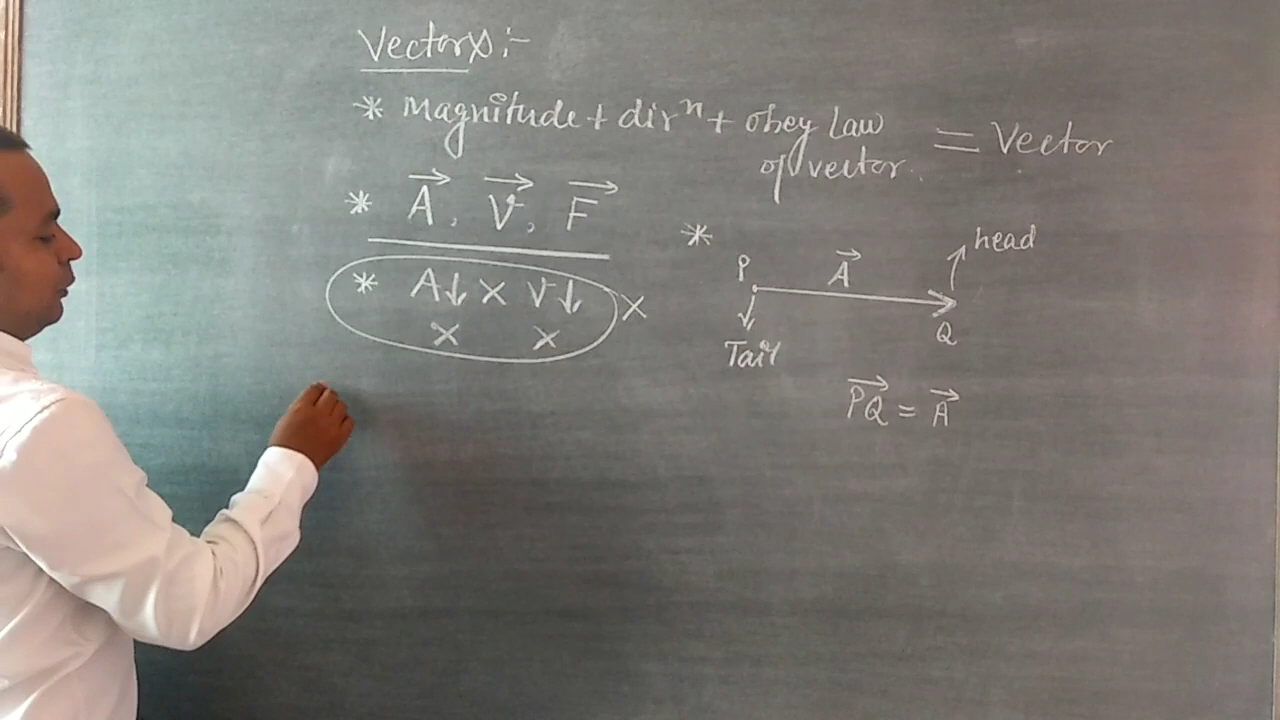 Vectors :-
* Magnitude + dirⁿ + obey Law
of vector. = Vector
* A⃗, V⃗, F⃗
* A↓ × V↓ ×
× ×
*
head
P A⃗
Q
Tail
P⃗Q⃗ = A⃗